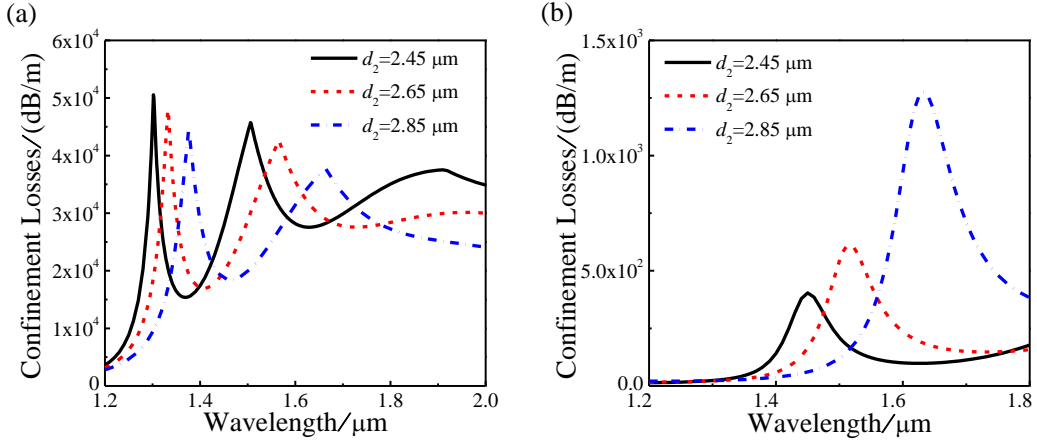 (a)
(b)
6x10⁴
5x10⁴
4x10⁴
3x10⁴
2x10⁴
1x10⁴
0
Confinement Losses/(dB/m)
d₂=2.45 μm
d₂=2.65 μm
d₂=2.85 μm
1.2 1.4 1.6 1.8 2.0
Wavelength/μm
1.5x10³
1.0x10³
5.0x10²
0.0
Confinement Losses/(dB/m)
d₂=2.45 μm
d₂=2.65 μm
d₂=2.85 μm
1.2 1.4 1.6 1.8
Wavelength/μm